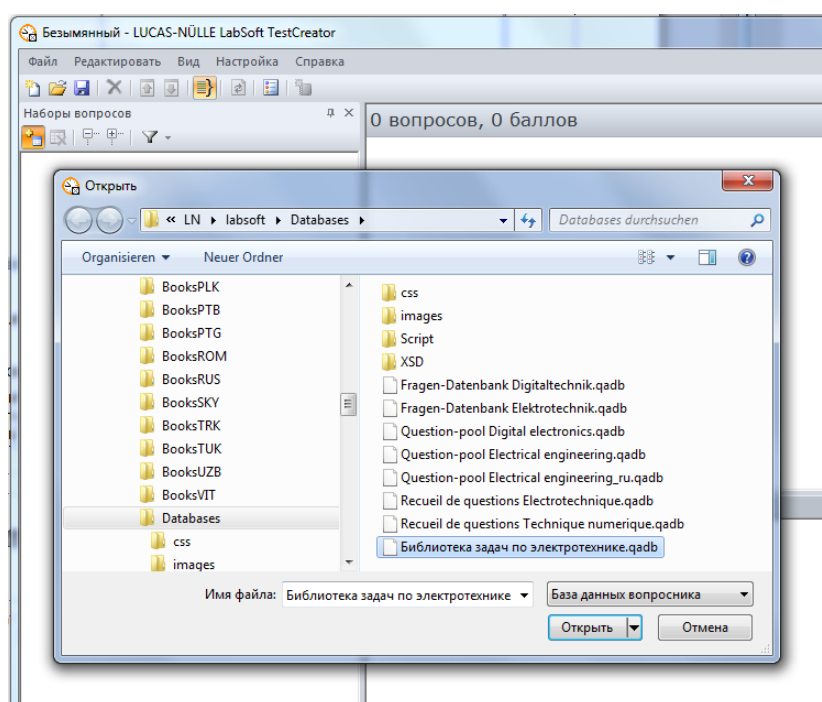 Безымянный - LUCAS-NÜLLE LabSoft TestCreator
Файл Редактировать Вид Настройка Справка
Наборы вопросов
0 вопросов, 0 баллов
Открыть
« LN labsoft Databases
Databases durchsuchen
Organisieren Neuer Ordner
BooksPLK
BooksPTB
BooksPTG
BooksROM
BooksRUS
BooksSKY
BooksTRK
BooksTUK
BooksUZB
BooksVIT
Databases
css
images
css
images
Script
XSD
Fragen-Datenbank Digitaltechnik.qadb
Fragen-Datenbank Elektrotechnik.qadb
Question-pool Digital electronics.qadb
Question-pool Electrical engineering.qadb
Question-pool Electrical engineering_ru.qadb
Recueil de questions Electrotechnique.qadb
Recueil de questions Technique numerique.qadb
Библиотека задач по электротехнике.qadb
Имя файла: Библиотека задач по электротехнике
База данных вопросника
Открыть Отмена